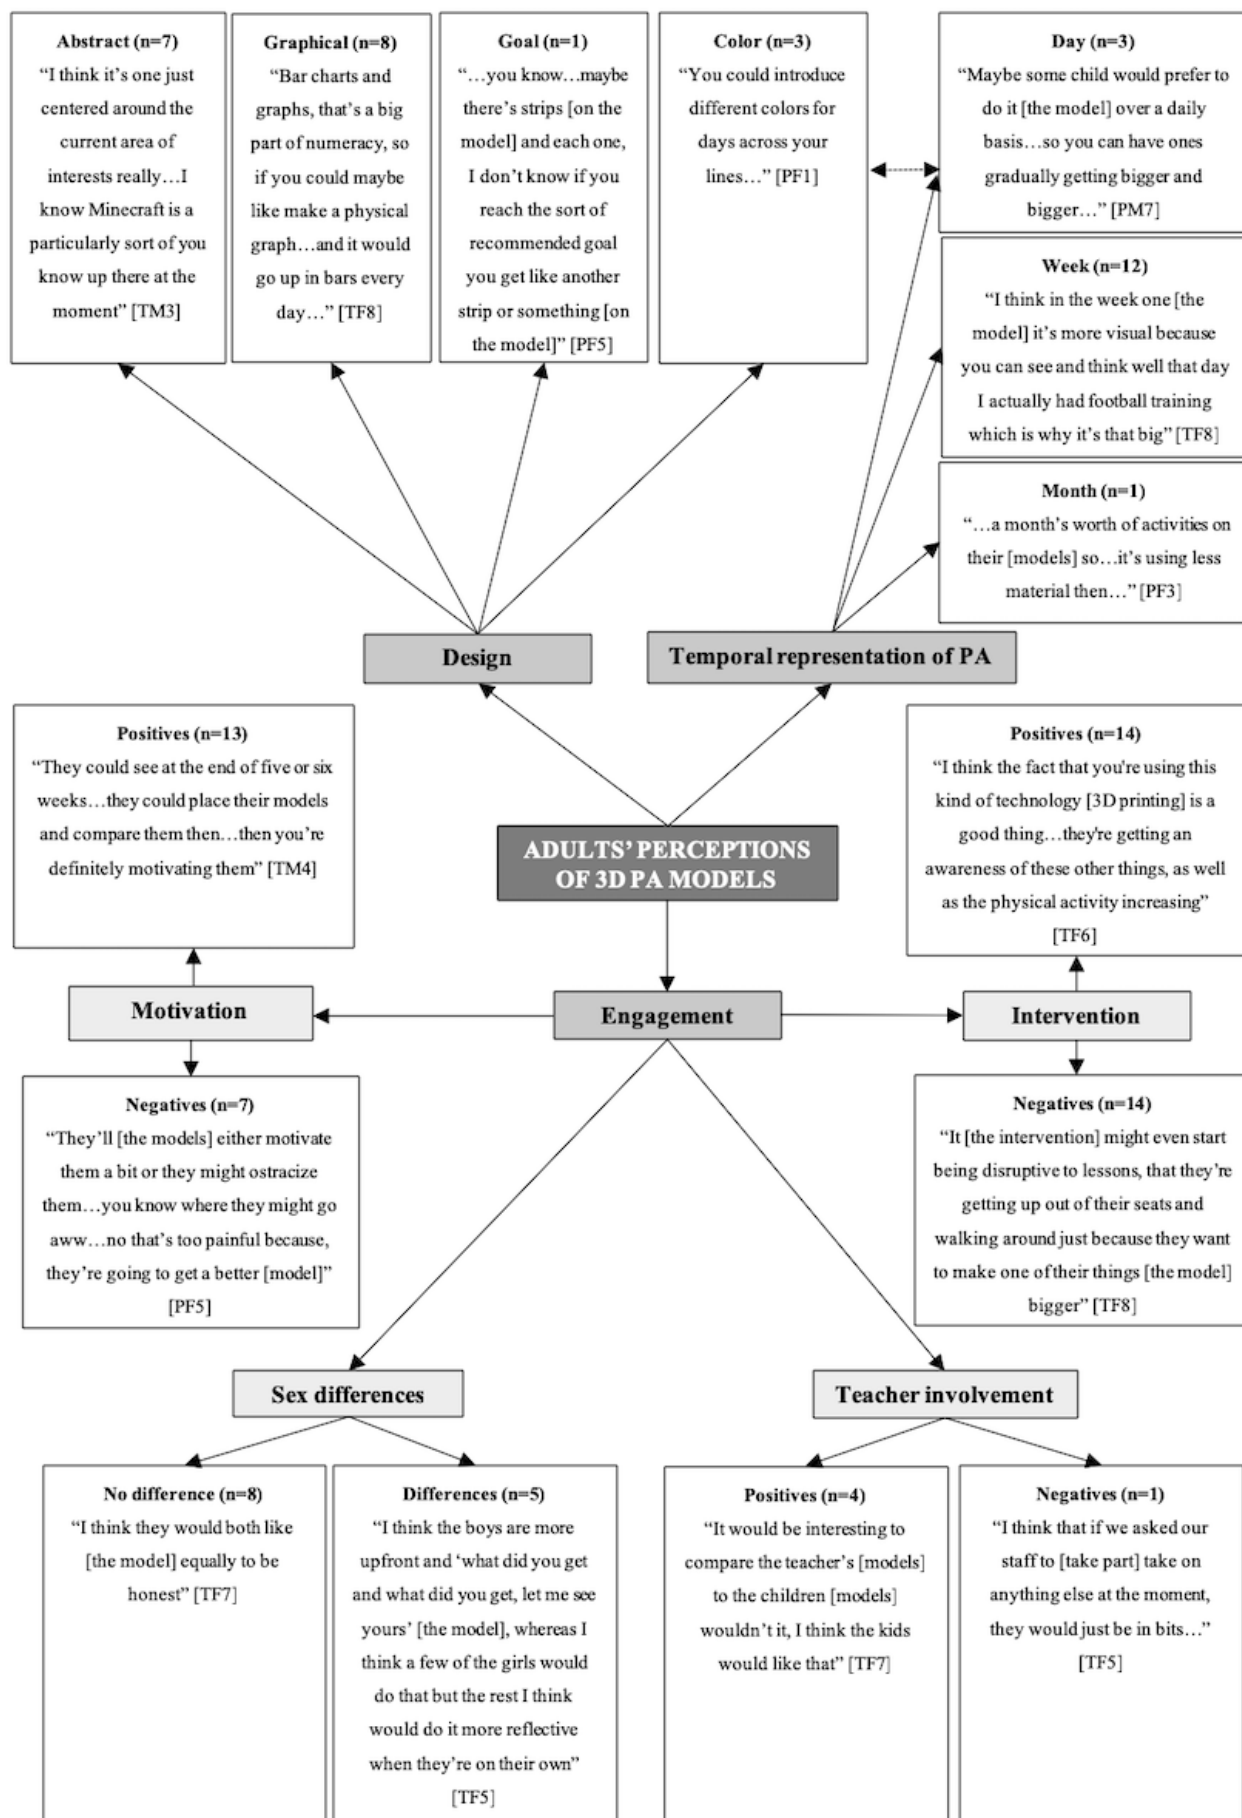 Abstract (n=7)
“I think it’s one just
centered around the
current area of
interests really…I
know Minecraft is a
particularly sort of you
know up there at the
moment” [TM3]
Graphical (n=8)
“Bar charts and
graphs, that’s a big
part of numeracy, so
if you could maybe
like make a physical
graph…and it would
go up in bars every
day…” [TF8]
Goal (n=1)
“…you know…maybe
there’s strips [on the
model] and each one,
I don’t know if you
reach the sort of
recommended goal
you get like another
strip or something [on
the model]” [PF5]
Color (n=3)
“You could introduce
different colors for
days across your
lines…” [PF1]
Day (n=3)
“Maybe some child would prefer to
do it [the model] over a daily
basis…so you can have ones
gradually getting bigger and
bigger…” [PM7]
Week (n=12)
“I think in the week one [the
model] it’s more visual because
you can see and think well that day
I actually had football training
which is why it’s that big” [TF8]
Month (n=1)
“…a month’s worth of activities on
their [models] so…it’s using less
material then…” [PF3]
Design
Temporal representation of PA
Positives (n=13)
“They could see at the end of five or six
weeks…they could place their models
and compare them then…then you’re
definitely motivating them” [TM4]
ADULTS’ PERCEPTIONS
OF 3D PA MODELS
Positives (n=14)
“I think the fact that you're using this
kind of technology [3D printing] is a
good thing…they're getting an
awareness of these other things, as well
as the physical activity increasing”
[TF6]
Motivation
Engagement
Intervention
Negatives (n=7)
“They’ll [the models] either motivate
them a bit or they might ostracize
them…you know where they might go
aww…no that’s too painful because,
they’re going to get a better [model]”
[PF5]
Negatives (n=14)
“It [the intervention] might even start
being disruptive to lessons, that they’re
getting up out of their seats and
walking around just because they want
to make one of their things [the model]
bigger” [TF8]
Sex differences
Teacher involvement
No difference (n=8)
“I think they would both like
[the model] equally to be
honest” [TF7]
Differences (n=5)
“I think the boys are more
upfront and ‘what did you get
and what did you get, let me see
yours’ [the model], whereas I
think a few of the girls would
do that but the rest I think
would do it more reflective
when they’re on their own”
[TF5]
Positives (n=4)
“It would be interesting to
compare the teacher’s [models]
to the children [models]
wouldn’t it, I think the kids
would like that” [TF7]
Negatives (n=1)
“I think that if we asked our
staff to [take part] take on
anything else at the moment,
they would just be in bits…”
[TF5]